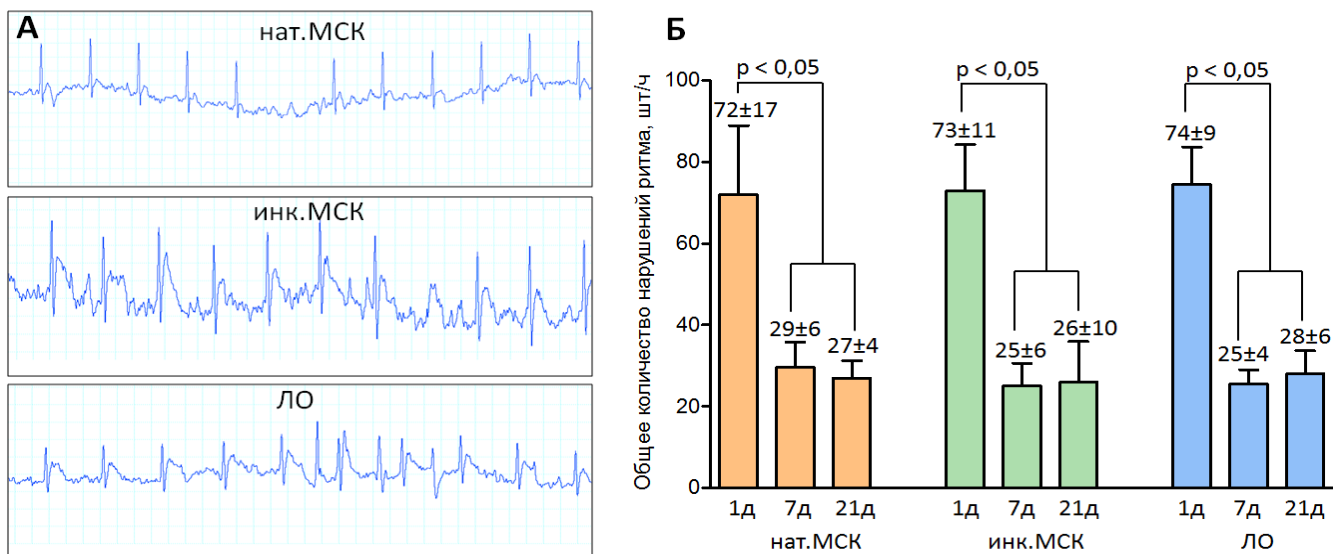 А
нат.МСК
инк.МСК
ЛО
Б
Общее количество нарушений ритма, шт/ч
100
80
60
40
20
0
p < 0,05
p < 0,05
p < 0,05
72±17
29±6
27±4
73±11
25±6
26±10
74±9
25±4
28±6
1д 7д 21д
1д 7д 21д
1д 7д 21д
нат.МСК
инк.МСК
ЛО